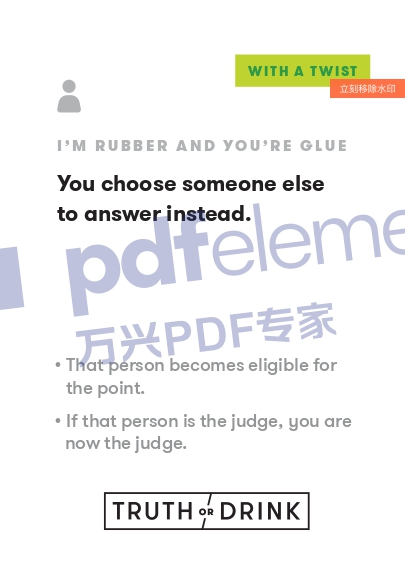 WITH A TWIST
立刻移除水印
I’M RUBBER AND YOU’RE GLUE
You choose someone else
to answer instead.
pdfeleme
万兴PDF专家
• That person becomes eligible for
the point.
• If that person is the judge, you are
now the judge.
TRUTH OR DRINK